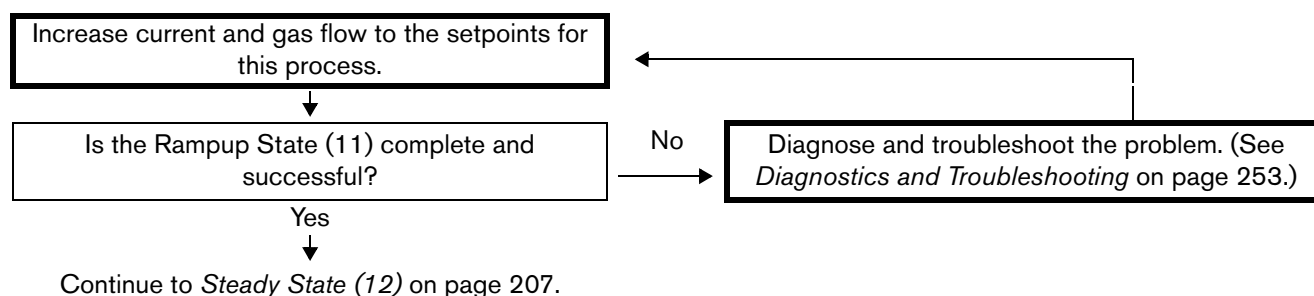 Increase current and gas flow to the setpoints for
this process.
Is the Rampup State (11) complete and
successful?
No
Diagnose and troubleshoot the problem. (See
Diagnostics and Troubleshooting on page 253.)
Yes
Continue to Steady State (12) on page 207.